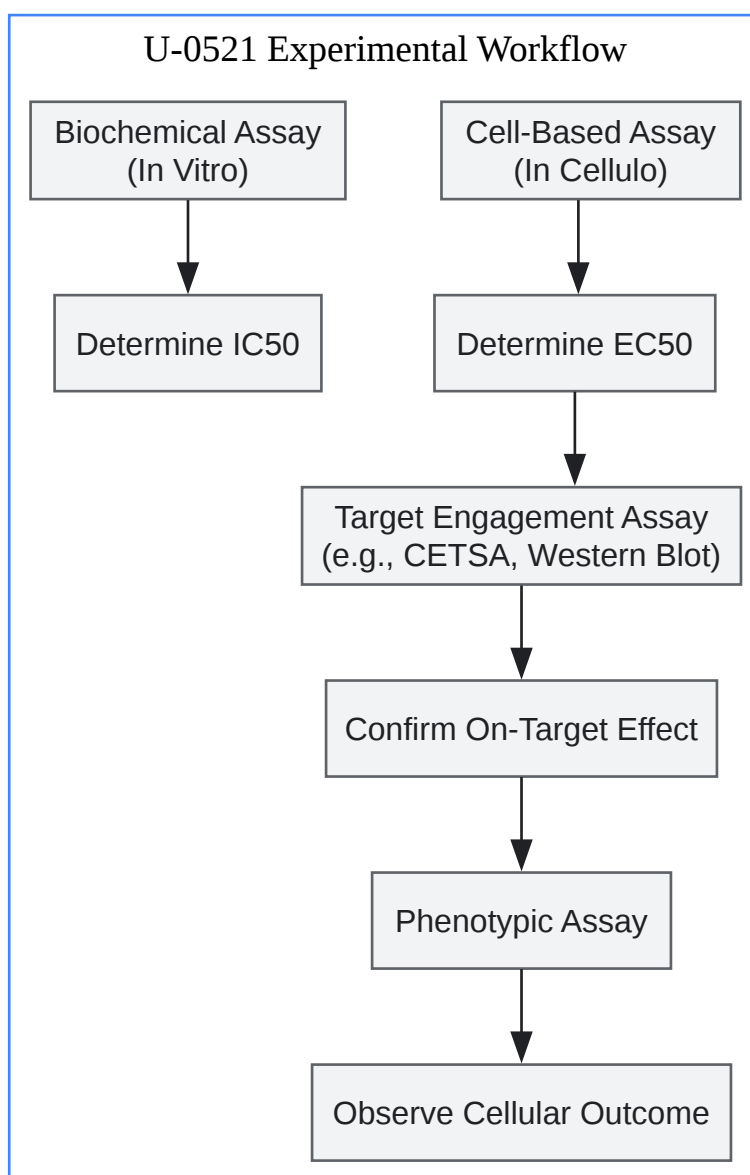 U-0521 Experimental Workflow
Biochemical Assay
(In Vitro)
Cell-Based Assay
(In Cellulo)
Determine IC50
Determine EC50
Target Engagement Assay
(e.g., CETSA, Western Blot)
Confirm On-Target Effect
Phenotypic Assay
Observe Cellular Outcome